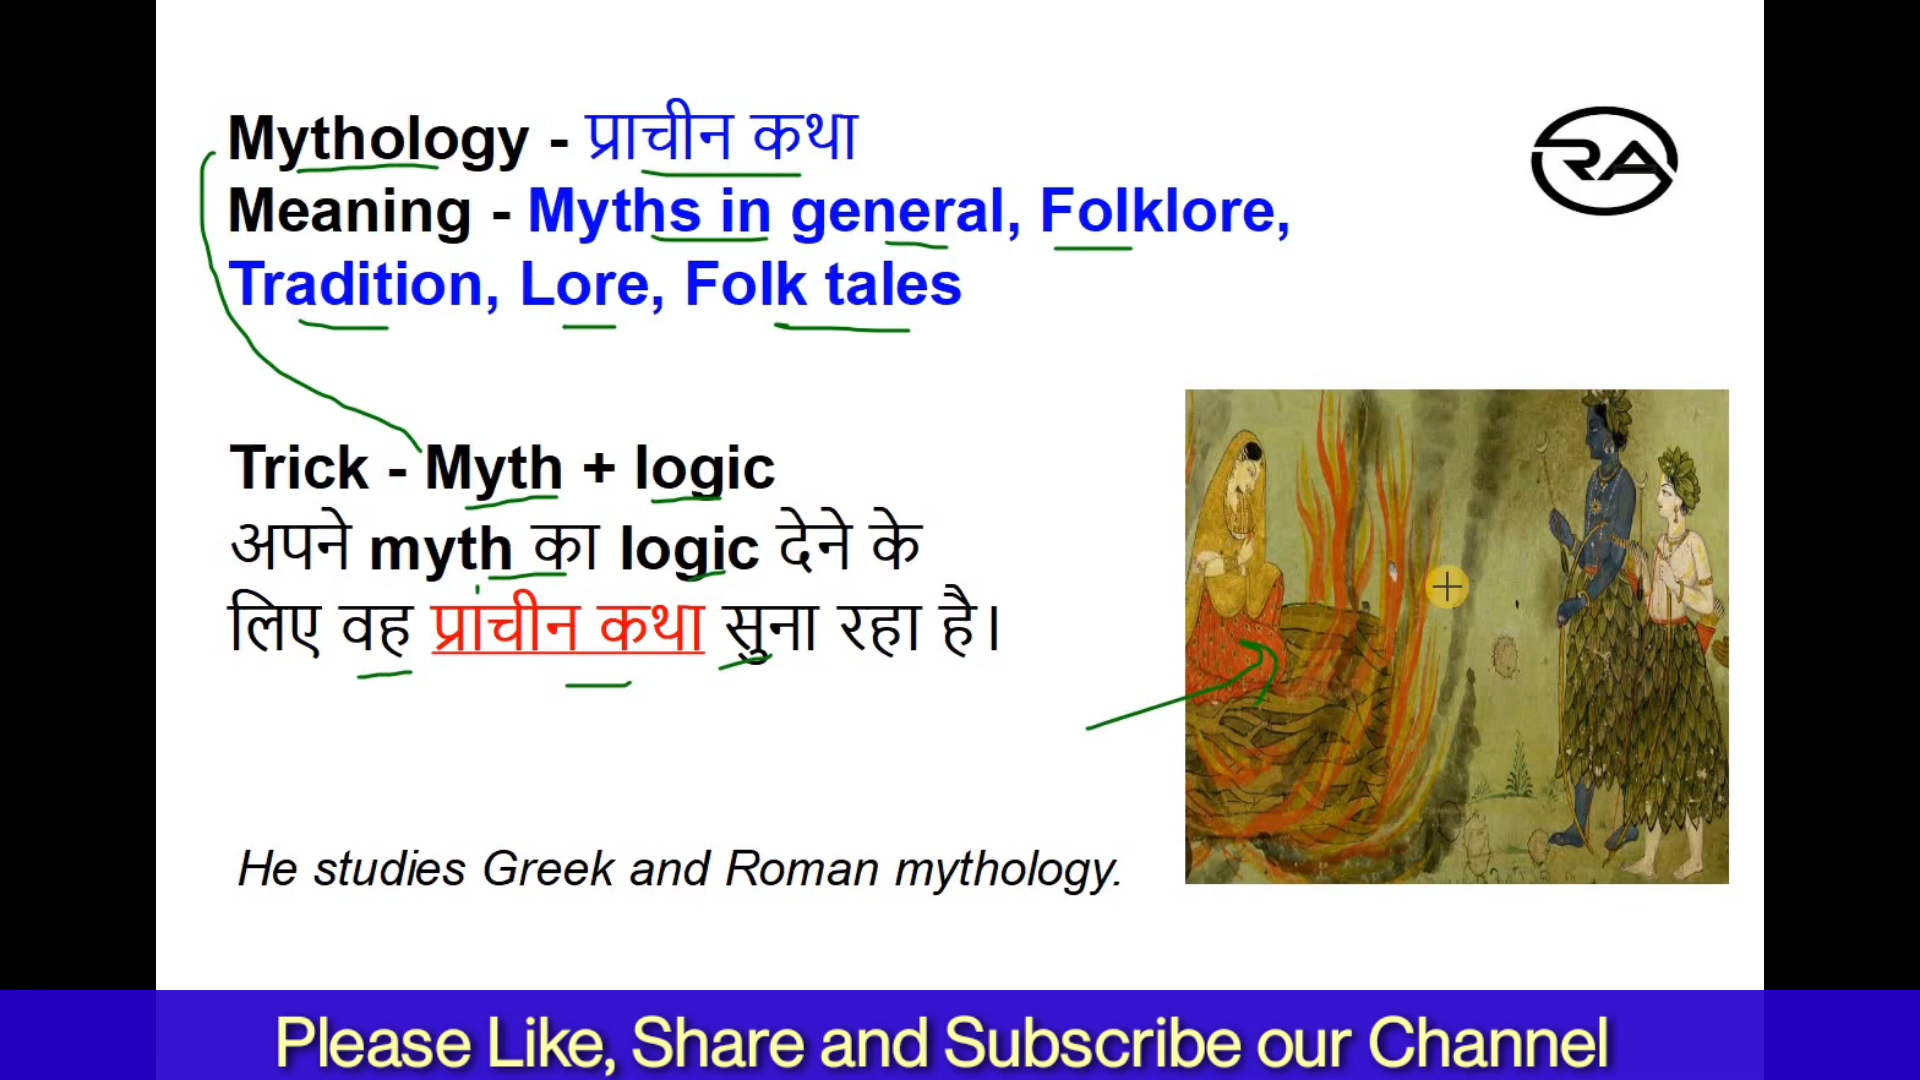 Mythology - प्राचीन कथा
RA
Meaning - Myths in general, Folklore,
Tradition, Lore, Folk tales
Trick - Myth + logic
अपने myth का logic देने के
लिए वह प्राचीन कथा सुना रहा है।
He studies Greek and Roman mythology.
Please Like, Share and Subscribe our Channel